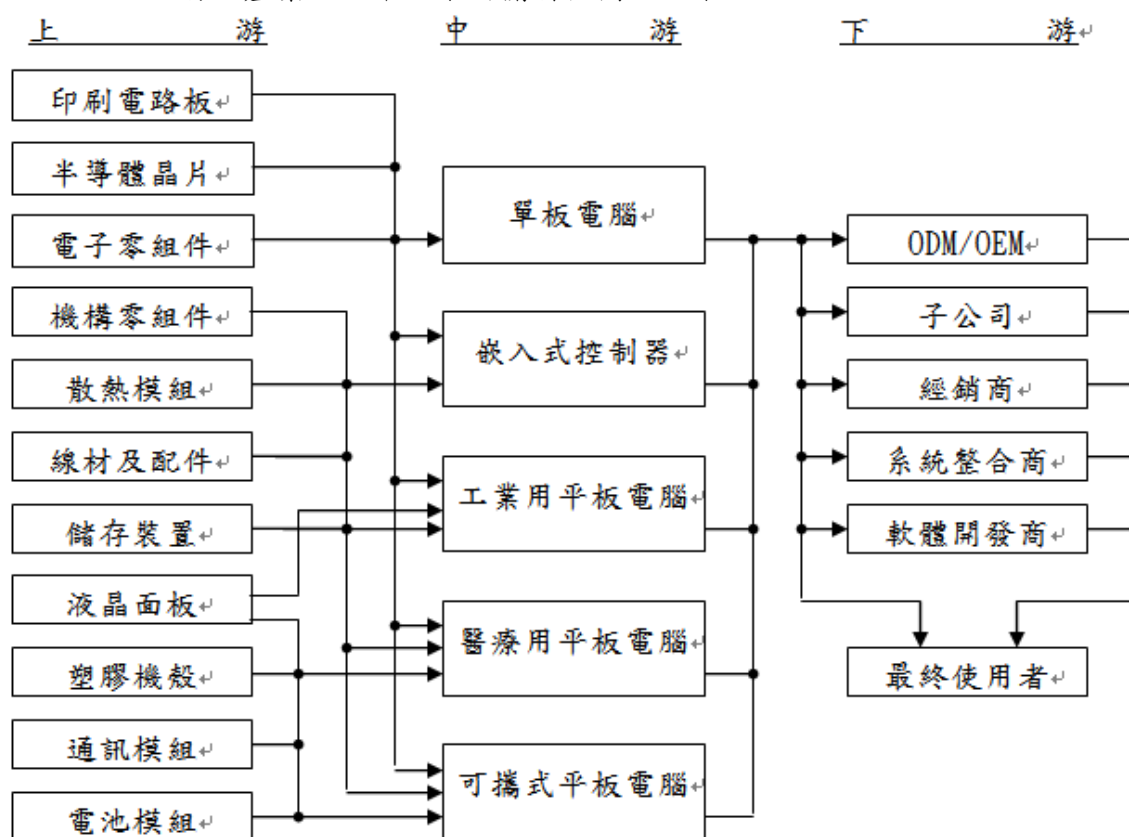 上 游
中 游
下 游
印刷電路板
半導體晶片
電子零組件
機構零組件
散熱模組
線材及配件
儲存裝置
液晶面板
塑膠機殼
通訊模組
電池模組
單板電腦
嵌入式控制器
工業用平板電腦
醫療用平板電腦
可攜式平板電腦
ODM/OEM
子公司
經銷商
系統整合商
軟體開發商
最終使用者